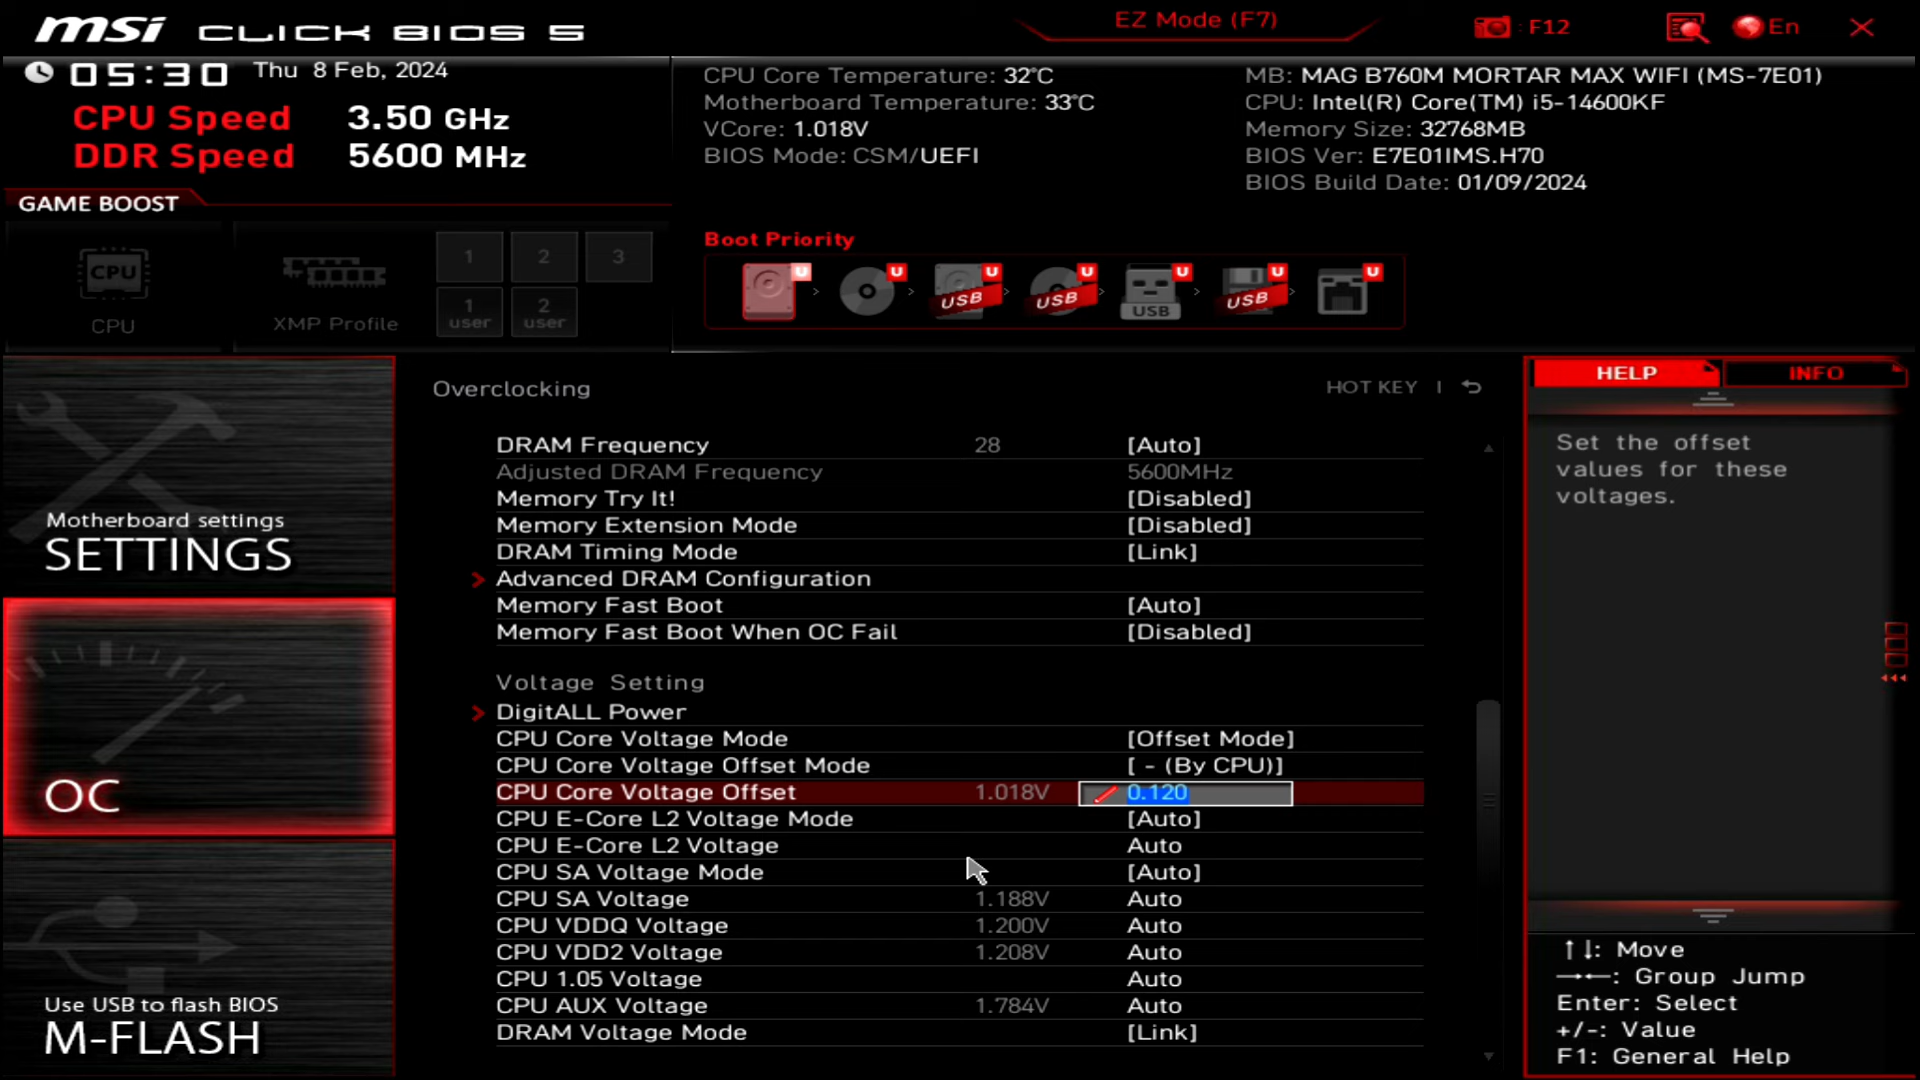 msi CLICK BIOS 5
EZ Mode (F7)
: F12
En
05:30 Thu 8 Feb, 2024
CPU Speed 3.50 GHz
DDR Speed 5600 MHz
CPU Core Temperature: 32°C
Motherboard Temperature: 33°C
VCore: 1.018V
BIOS Mode: CSM/UEFI
MB: MAG B760M MORTAR MAX WIFI (MS-7E01)
CPU: Intel(R) Core(TM) i5-14600KF
Memory Size: 32768MB
BIOS Ver: E7E01IMS.H70
BIOS Build Date: 01/09/2024
GAME BOOST
CPU
CPU
XMP Profile
1 2 3
1 user 2 user
Boot Priority
U U U U U U U
USB USB USB USB
Motherboard settings
SETTINGS
OC
Use USB to flash BIOS
M-FLASH
Overclocking
HOT KEY |
DRAM Frequency 28 [Auto]
Adjusted DRAM Frequency 5600MHz
Memory Try It! [Disabled]
Memory Extension Mode [Disabled]
DRAM Timing Mode [Link]
> Advanced DRAM Configuration
Memory Fast Boot [Auto]
Memory Fast Boot When OC Fail [Disabled]
Voltage Setting
> DigitALL Power
CPU Core Voltage Mode [Offset Mode]
CPU Core Voltage Offset Mode [ - (By CPU)]
CPU Core Voltage Offset 1.018V 0.120
CPU E-Core L2 Voltage Mode [Auto]
CPU E-Core L2 Voltage Auto
CPU SA Voltage Mode [Auto]
CPU SA Voltage 1.188V Auto
CPU VDDQ Voltage 1.200V Auto
CPU VDD2 Voltage 1.208V Auto
CPU 1.05 Voltage Auto
CPU AUX Voltage 1.784V Auto
DRAM Voltage Mode [Link]
HELP
INFO
Set the offset
values for these
voltages.
↑↓: Move
→←: Group Jump
Enter: Select
+/-: Value
F1: General Help